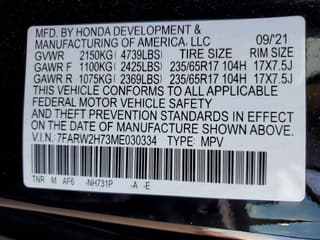 MFD. BY HONDA DEVELOPMENT &
MANUFACTURING OF AMERICA, LLC 09/'21
GVWR 2150KG (4739LBS) TIRE SIZE RIM SIZE
GAWR F 1100KG (2425LBS) 235/65R17 104H 17X7.5J
GAWR R 1075KG (2369LBS) 235/65R17 104H 17X7.5J
THIS VEHICLE CONFORMS TO ALL APPLICABLE
FEDERAL MOTOR VEHICLE SAFETY
AND THEFT PREVENTION STANDARDS IN EFFECT
ON THE DATE OF MANUFACTURE SHOWN ABOVE.
V.I.N. 7FARW2H73ME030334 TYPE: MPV
TNR M AF6 -NH731P -A -E